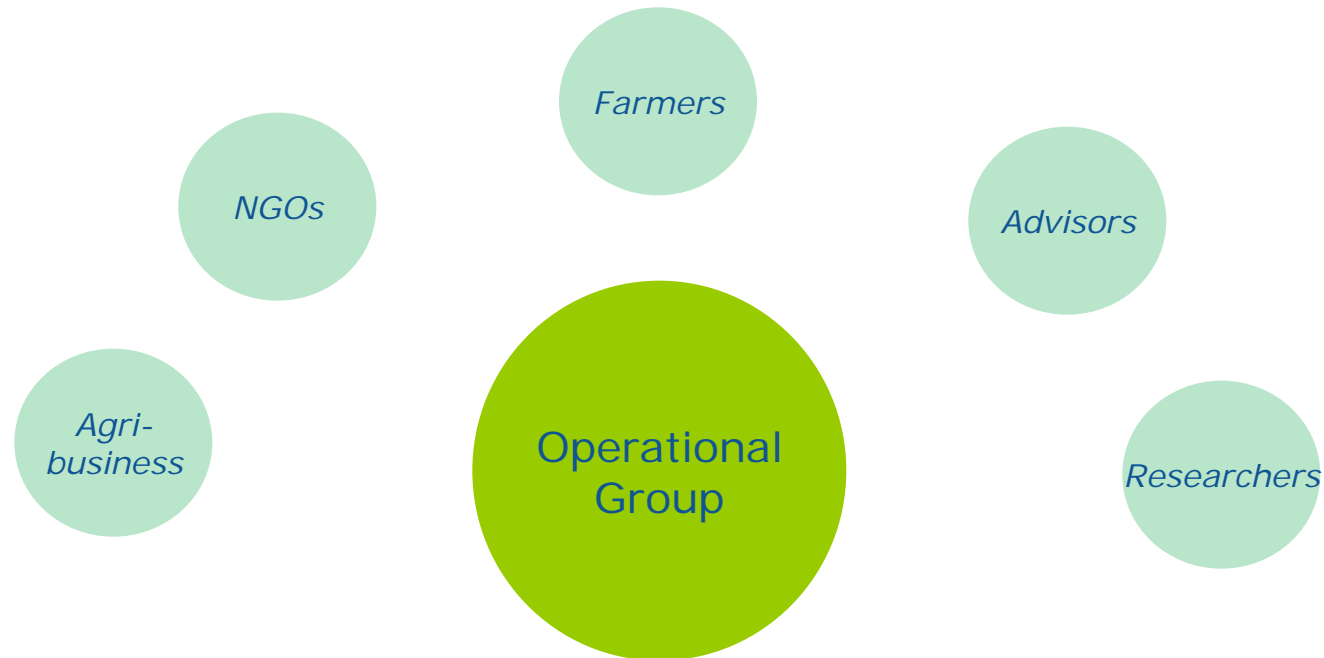 Farmers
NGOs
Advisors
Agri-
business
Operational
Group
Researchers